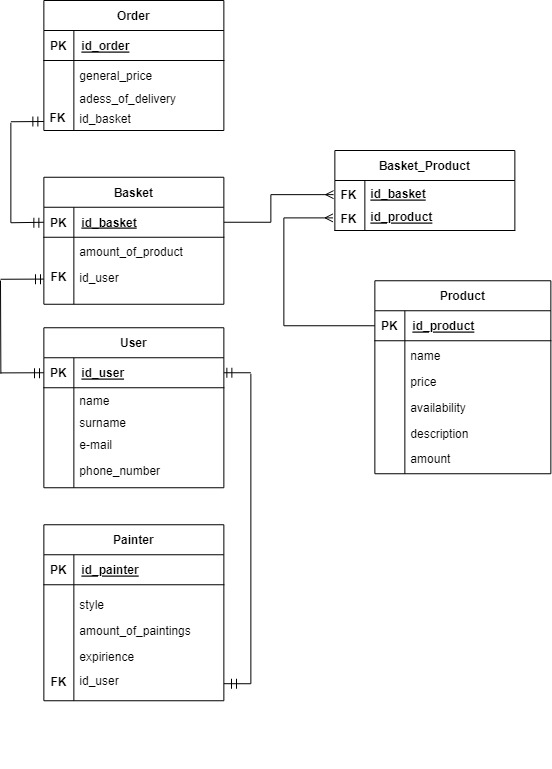 Order
PK id_order
general_price
adess_of_delivery
FK id_basket
Basket
PK id_basket
amount_of_product
FK id_user
Basket_Product
FK id_basket
FK id_product
Product
PK id_product
name
price
availability
description
amount
User
PK id_user
name
surname
e-mail
phone_number
Painter
PK id_painter
style
amount_of_paintings
expirience
FK id_user